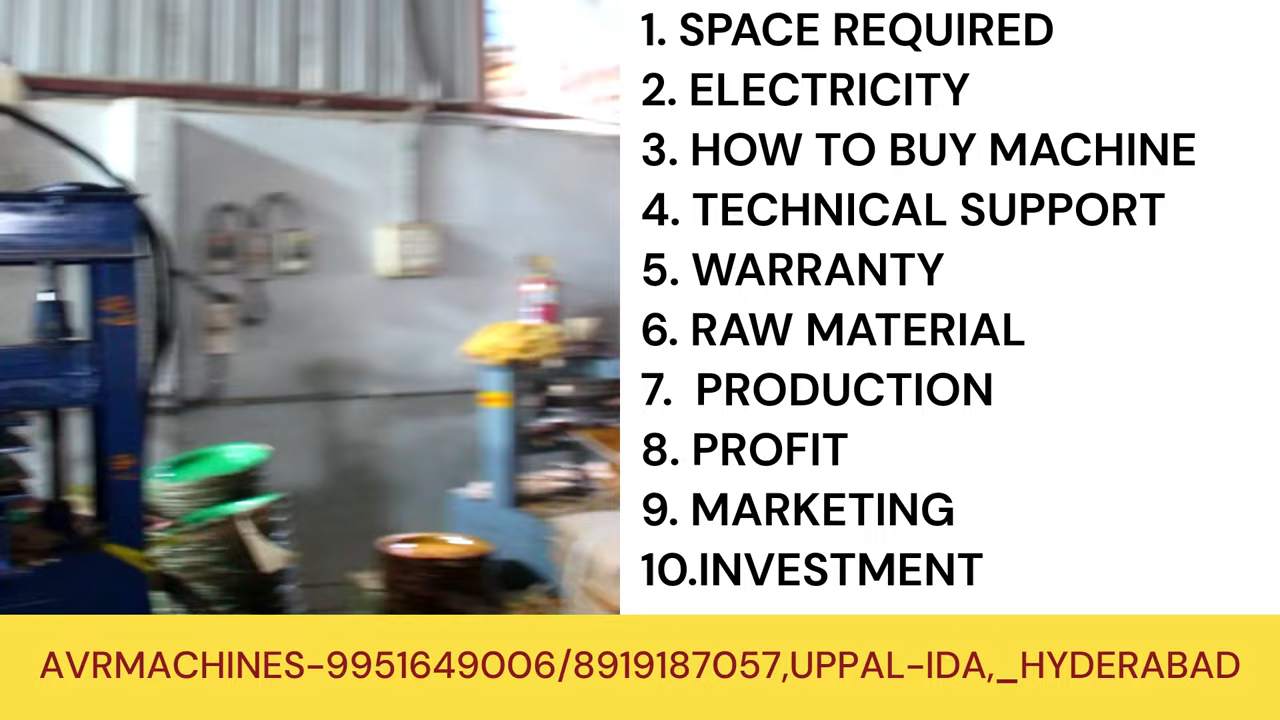 1. SPACE REQUIRED
2. ELECTRICITY
3. HOW TO BUY MACHINE
4. TECHNICAL SUPPORT
5. WARRANTY
6. RAW MATERIAL
7. PRODUCTION
8. PROFIT
9. MARKETING
10.INVESTMENT
AVRMACHINES-9951649006/8919187057,UPPAL-IDA,_HYDERABAD